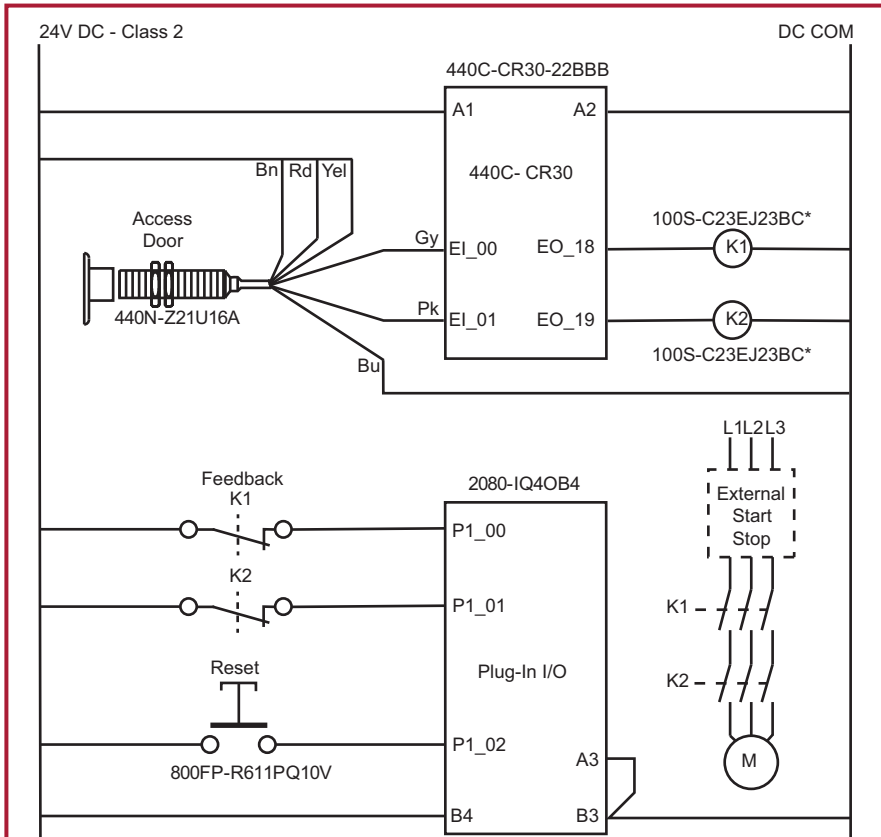 24V DC - Class 2
DC COM
440C-CR30-22BBB
A1
A2
440C- CR30
Bn
Rd
Yel
Access
Door
440N-Z21U16A
Gy
EI_00
EO_18
100S-C23EJ23BC*
K1
Pk
EI_01
EO_19
K2
100S-C23EJ23BC*
Bu
L1L2L3
External
Start
Stop
Feedback
K1
2080-IQ4OB4
P1_00
K2
P1_01
K1
Plug-In I/O
K2
Reset
P1_02
800FP-R611PQ10V
A3
M
B4
B3